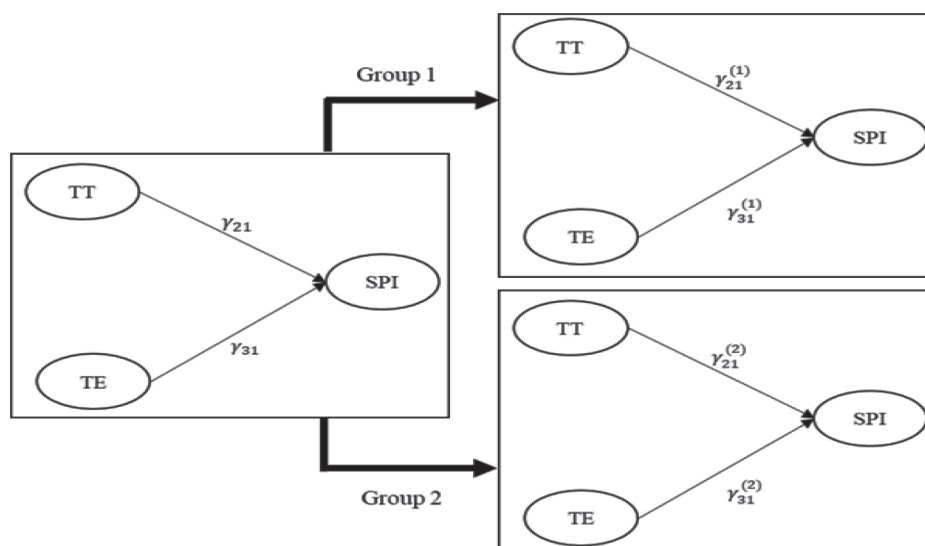 TT
γ₂₁
SPI
γ₃₁
TE
Group 1
TT
γ₂₁⁽¹⁾
SPI
γ₃₁⁽¹⁾
TE
Group 2
TT
γ₂₁⁽²⁾
SPI
γ₃₁⁽²⁾
TE